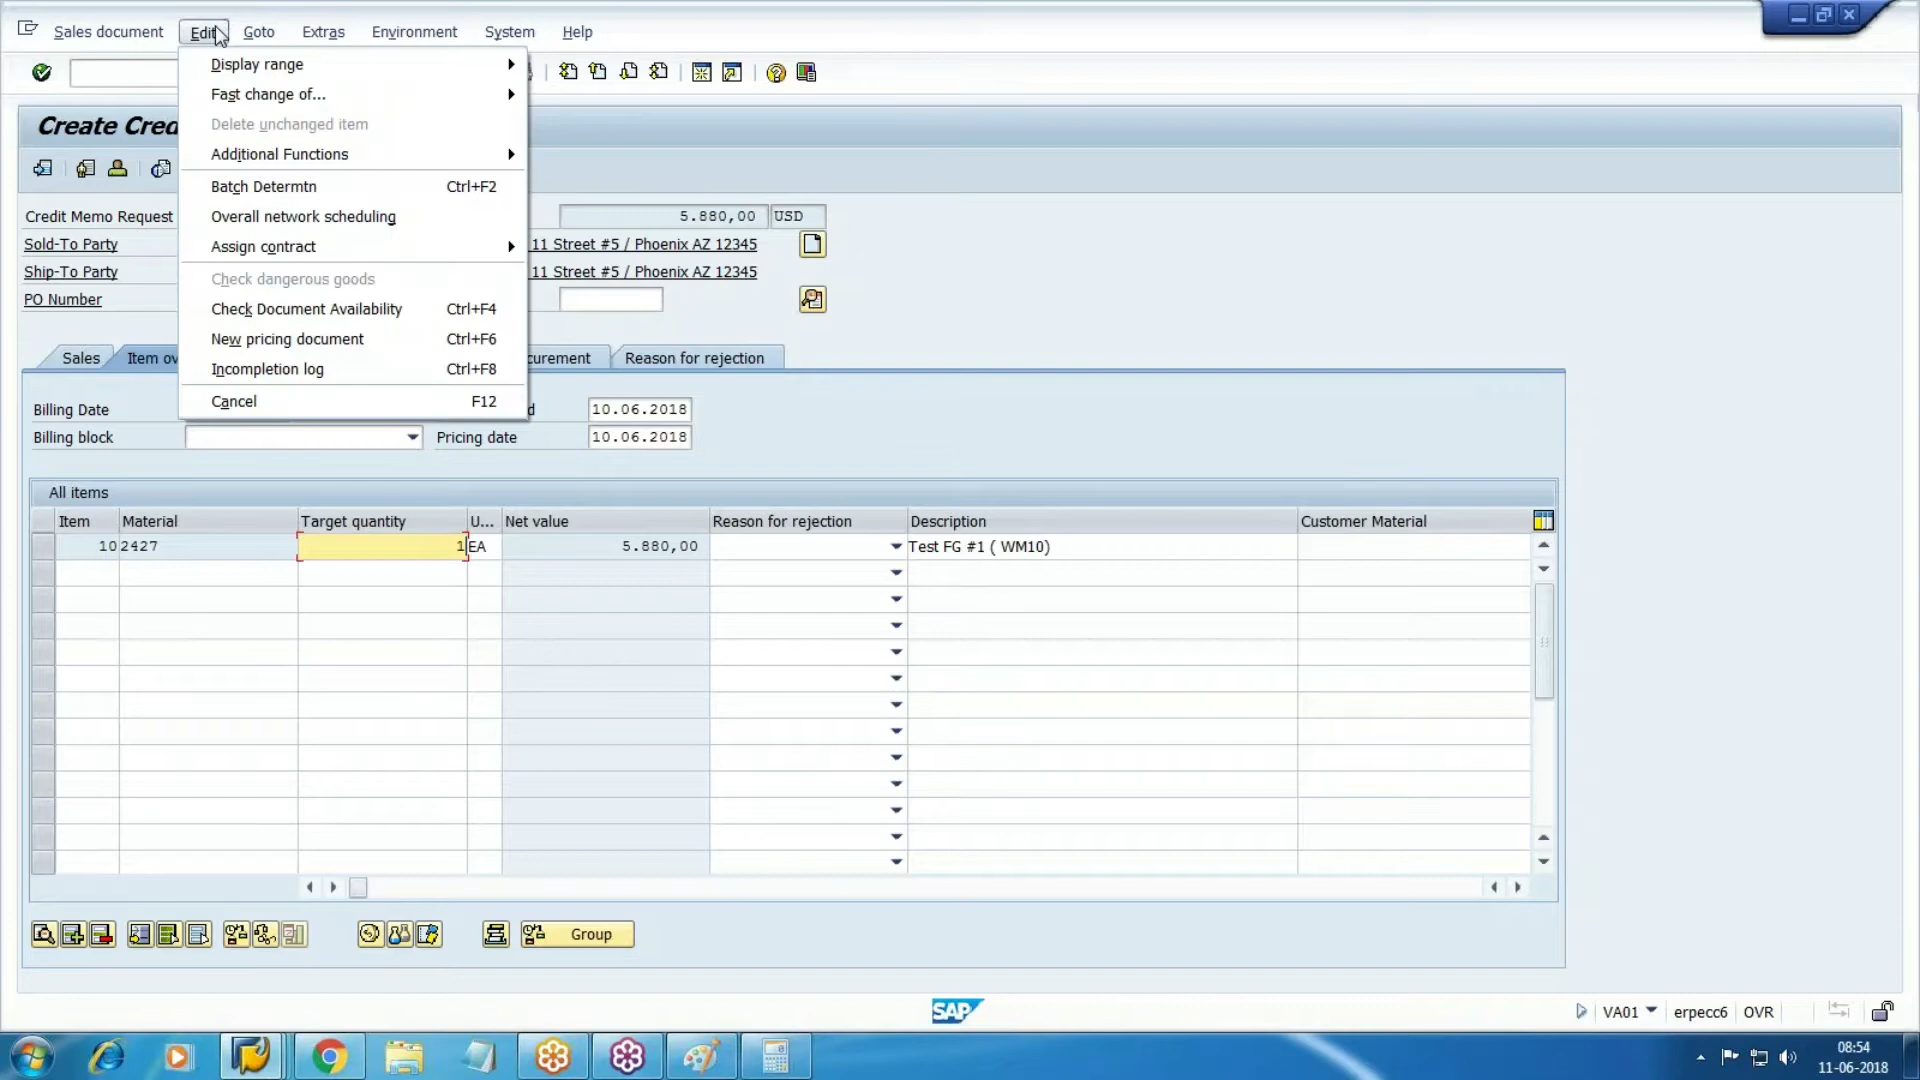 Sales document Edit Goto Extras Environment System Help
Display range
Fast change of...
Delete unchanged item
Additional Functions
Batch Determtn Ctrl+F2
Overall network scheduling
Assign contract
Check dangerous goods
Check Document Availability Ctrl+F4
New pricing document Ctrl+F6
Incompletion log Ctrl+F8
Cancel F12
Create Cred
Credit Memo Request 5.880,00 USD
Sold-To Party 11 Street #5 / Phoenix AZ 12345
Ship-To Party 11 Street #5 / Phoenix AZ 12345
PO Number
Sales Item ov curement Reason for rejection
Billing Date d 10.06.2018
Billing block Pricing date 10.06.2018
All items
Item Material Target quantity U... Net value Reason for rejection Description Customer Material
10 2427 1 EA 5.880,00 Test FG #1 ( WM10)
Group
SAP
VA01 erpecc6 OVR
08:54
11-06-2018